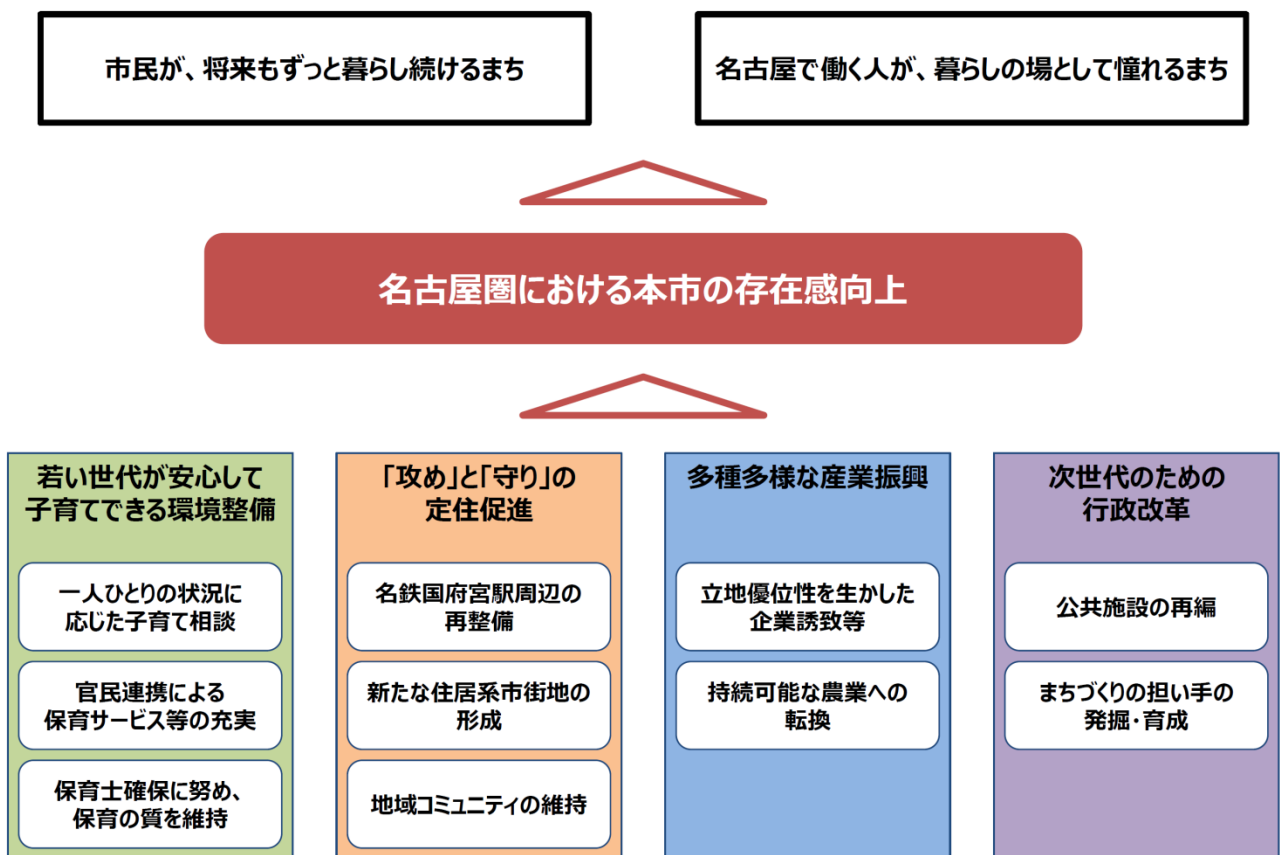 市民が、将来もずっと暮らし続けるまち
名古屋で働く人が、暮らしの場として憧れるまち
名古屋圏における本市の存在感向上
若い世代が安心して
子育てできる環境整備
一人ひとりの状況に
応じた子育て相談
官民連携による
保育サービス等の充実
保育士確保に努め、
保育の質を維持
「攻め」と「守り」の
定住促進
名鉄国府宮駅周辺の
再整備
新たな住居系市街地の
形成
地域コミュニティの維持
多種多様な産業振興
立地優位性を生かした
企業誘致等
持続可能な農業への
転換
次世代のための
行政改革
公共施設の再編
まちづくりの担い手の
発掘・育成